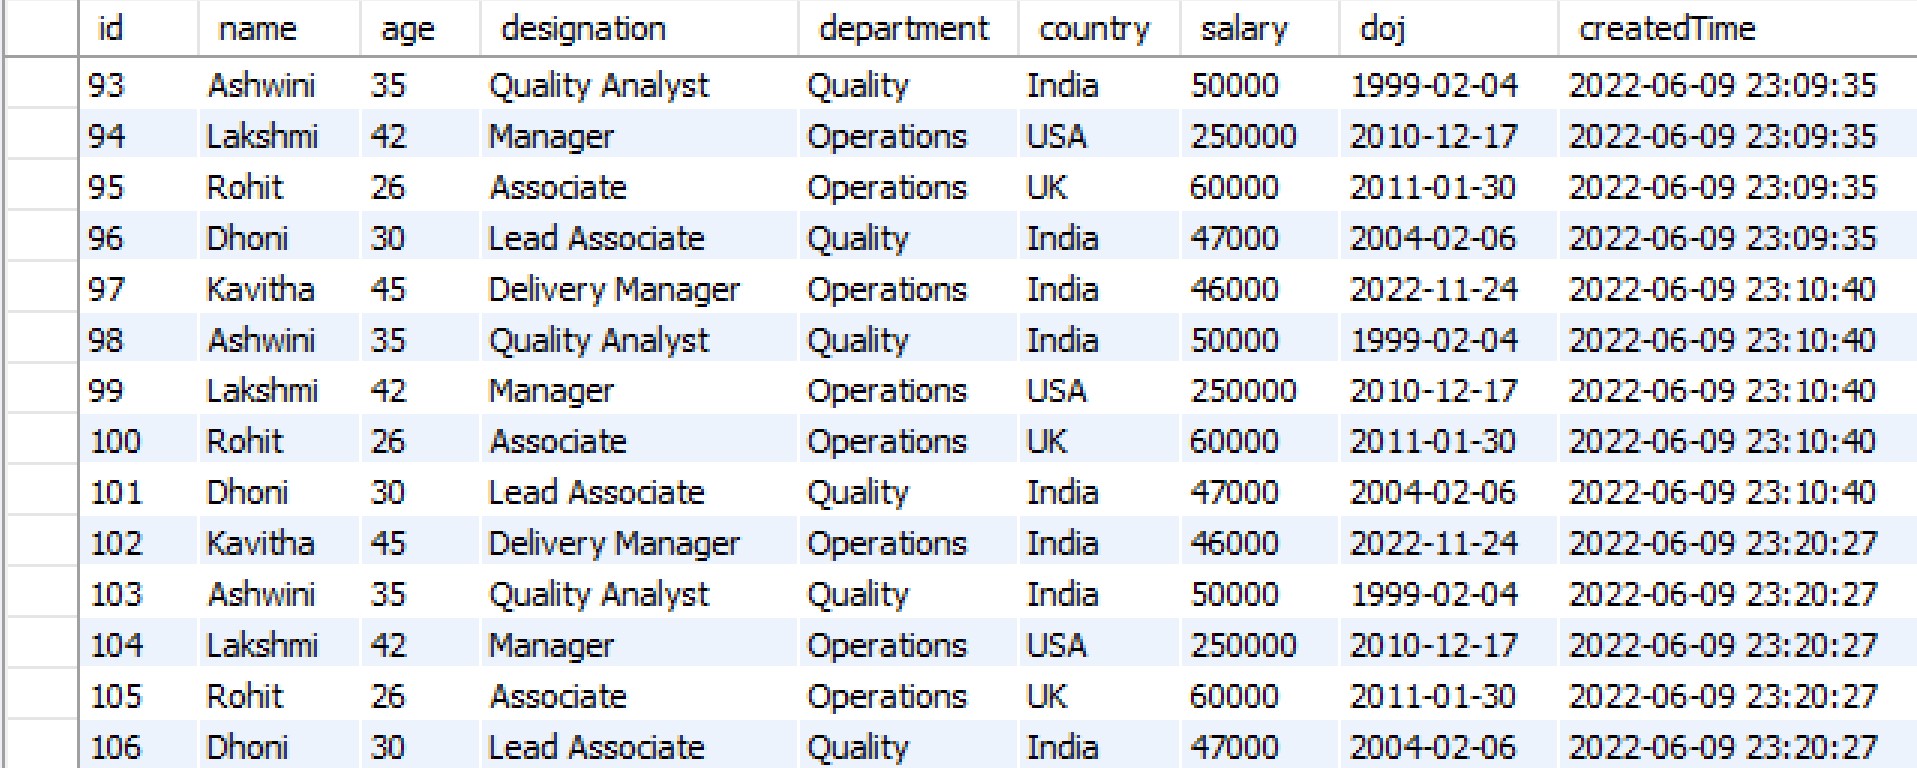 id name age designation department country salary doj createdTime
93 Ashwini 35 Quality Analyst Quality India 50000 1999-02-04 2022-06-09 23:09:35
94 Lakshmi 42 Manager Operations USA 250000 2010-12-17 2022-06-09 23:09:35
95 Rohit 26 Associate Operations UK 60000 2011-01-30 2022-06-09 23:09:35
96 Dhoni 30 Lead Associate Quality India 47000 2004-02-06 2022-06-09 23:09:35
97 Kavitha 45 Delivery Manager Operations India 46000 2022-11-24 2022-06-09 23:10:40
98 Ashwini 35 Quality Analyst Quality India 50000 1999-02-04 2022-06-09 23:10:40
99 Lakshmi 42 Manager Operations USA 250000 2010-12-17 2022-06-09 23:10:40
100 Rohit 26 Associate Operations UK 60000 2011-01-30 2022-06-09 23:10:40
101 Dhoni 30 Lead Associate Quality India 47000 2004-02-06 2022-06-09 23:10:40
102 Kavitha 45 Delivery Manager Operations India 46000 2022-11-24 2022-06-09 23:20:27
103 Ashwini 35 Quality Analyst Quality India 50000 1999-02-04 2022-06-09 23:20:27
104 Lakshmi 42 Manager Operations USA 250000 2010-12-17 2022-06-09 23:20:27
105 Rohit 26 Associate Operations UK 60000 2011-01-30 2022-06-09 23:20:27
106 Dhoni 30 Lead Associate Quality India 47000 2004-02-06 2022-06-09 23:20:27